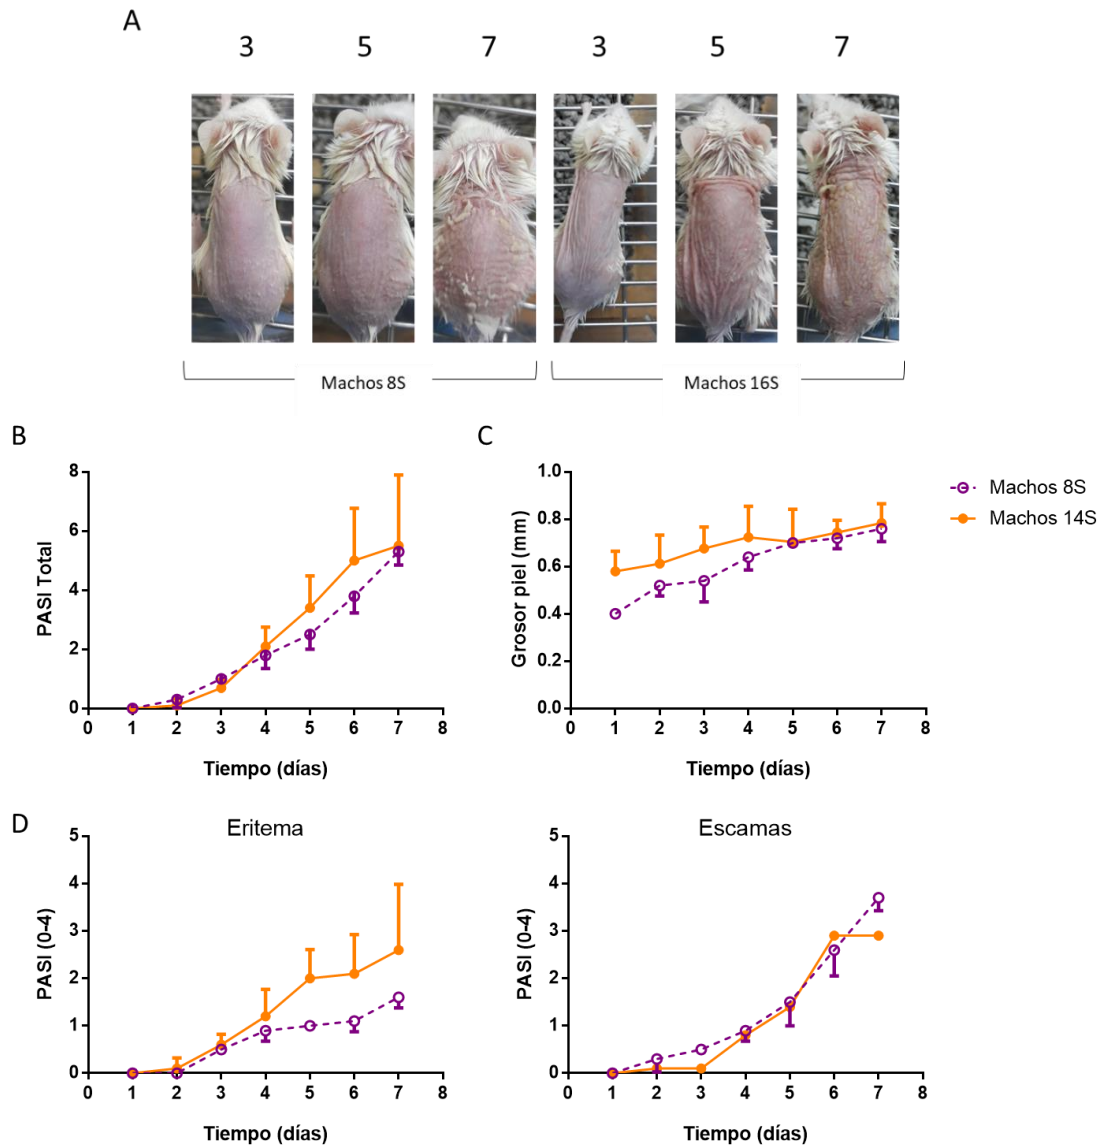 A
3 5 7 3 5 7
Machos 8S
Machos 16S
B
8
6
4
2
0
PASI Total
0 1 2 3 4 5 6 7 8
Tiempo (días)
C
1.0
0.8
0.6
0.4
0.2
0.0
Grosor piel (mm)
0 1 2 3 4 5 6 7 8
Tiempo (días)
Machos 8S
Machos 14S
D
Eritema
5
4
3
2
1
0
PASI (0-4)
0 1 2 3 4 5 6 7 8
Tiempo (días)
Escamas
5
4
3
2
1
0
PASI (0-4)
0 1 2 3 4 5 6 7 8
Tiempo (días)